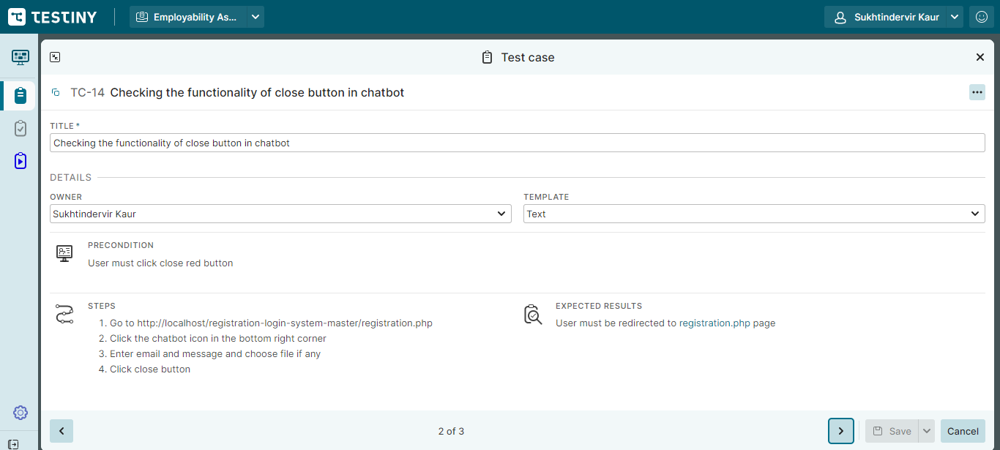 TESTINY
Employability As...
Sukhtindervir Kaur
Test case
TC-14 Checking the functionality of close button in chatbot
TITLE *
Checking the functionality of close button in chatbot
DETAILS
OWNER
TEMPLATE
Sukhtindervir Kaur
Text
PRECONDITION
User must click close red button
STEPS
1. Go to http://localhost/registration-login-system-master/registration.php
2. Click the chatbot icon in the bottom right corner
3. Enter email and message and choose file if any
4. Click close button
EXPECTED RESULTS
User must be redirected to registration.php page
2 of 3
Save
Cancel